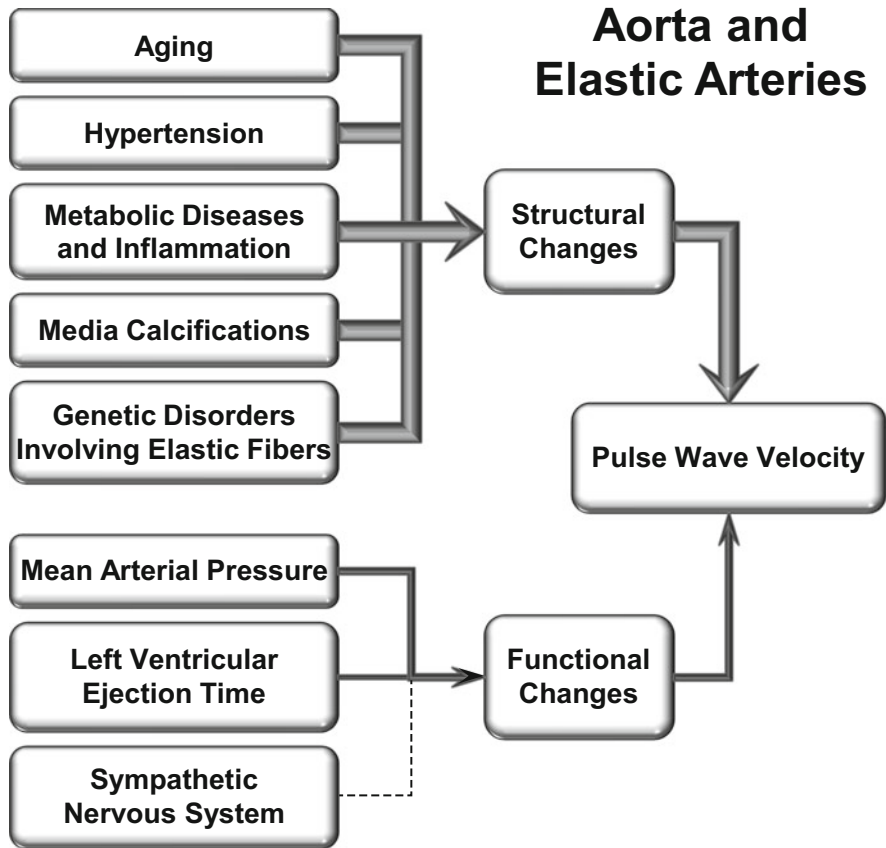 Aorta and
Elastic Arteries
Aging
Hypertension
Metabolic Diseases
and Inflammation
Media Calcifications
Genetic Disorders
Involving Elastic Fibers
Structural
Changes
Pulse Wave Velocity
Mean Arterial Pressure
Left Ventricular
Ejection Time
Sympathetic
Nervous System
Functional
Changes